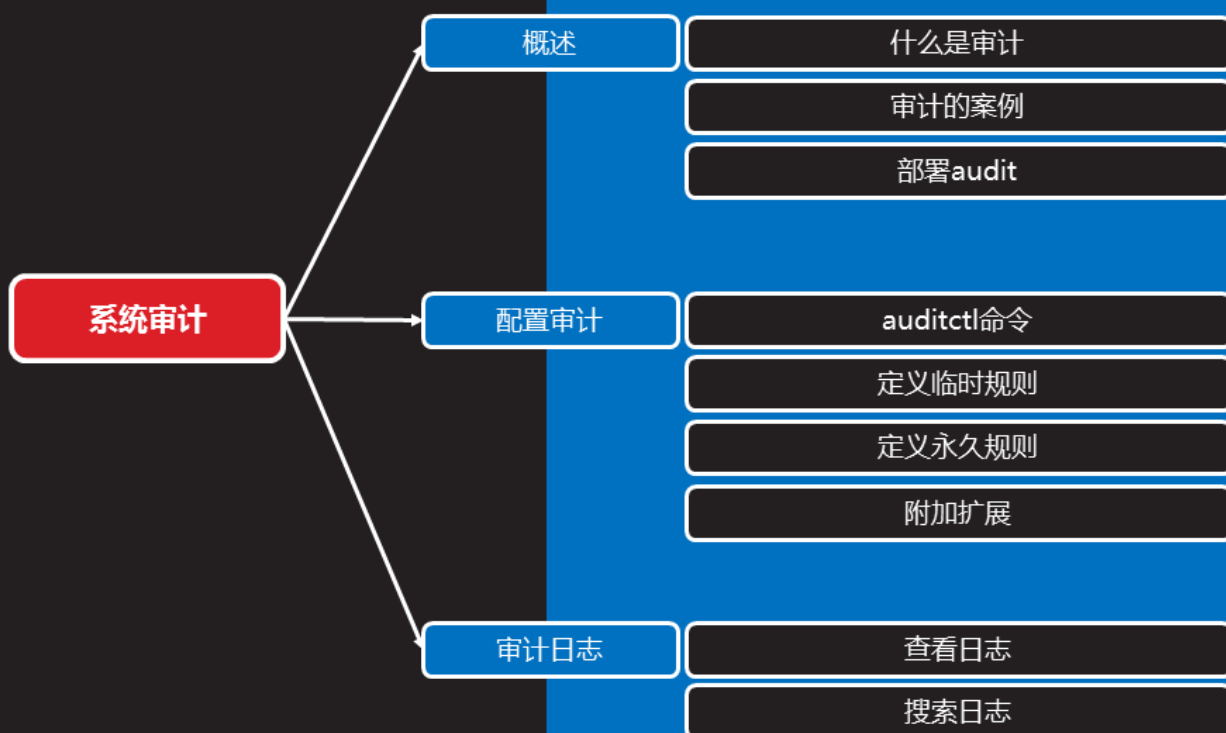 系统审计
概述
什么是审计
审计的案例
部署audit
配置审计
auditctl命令
定义临时规则
定义永久规则
附加扩展
审计日志
查看日志
搜索日志